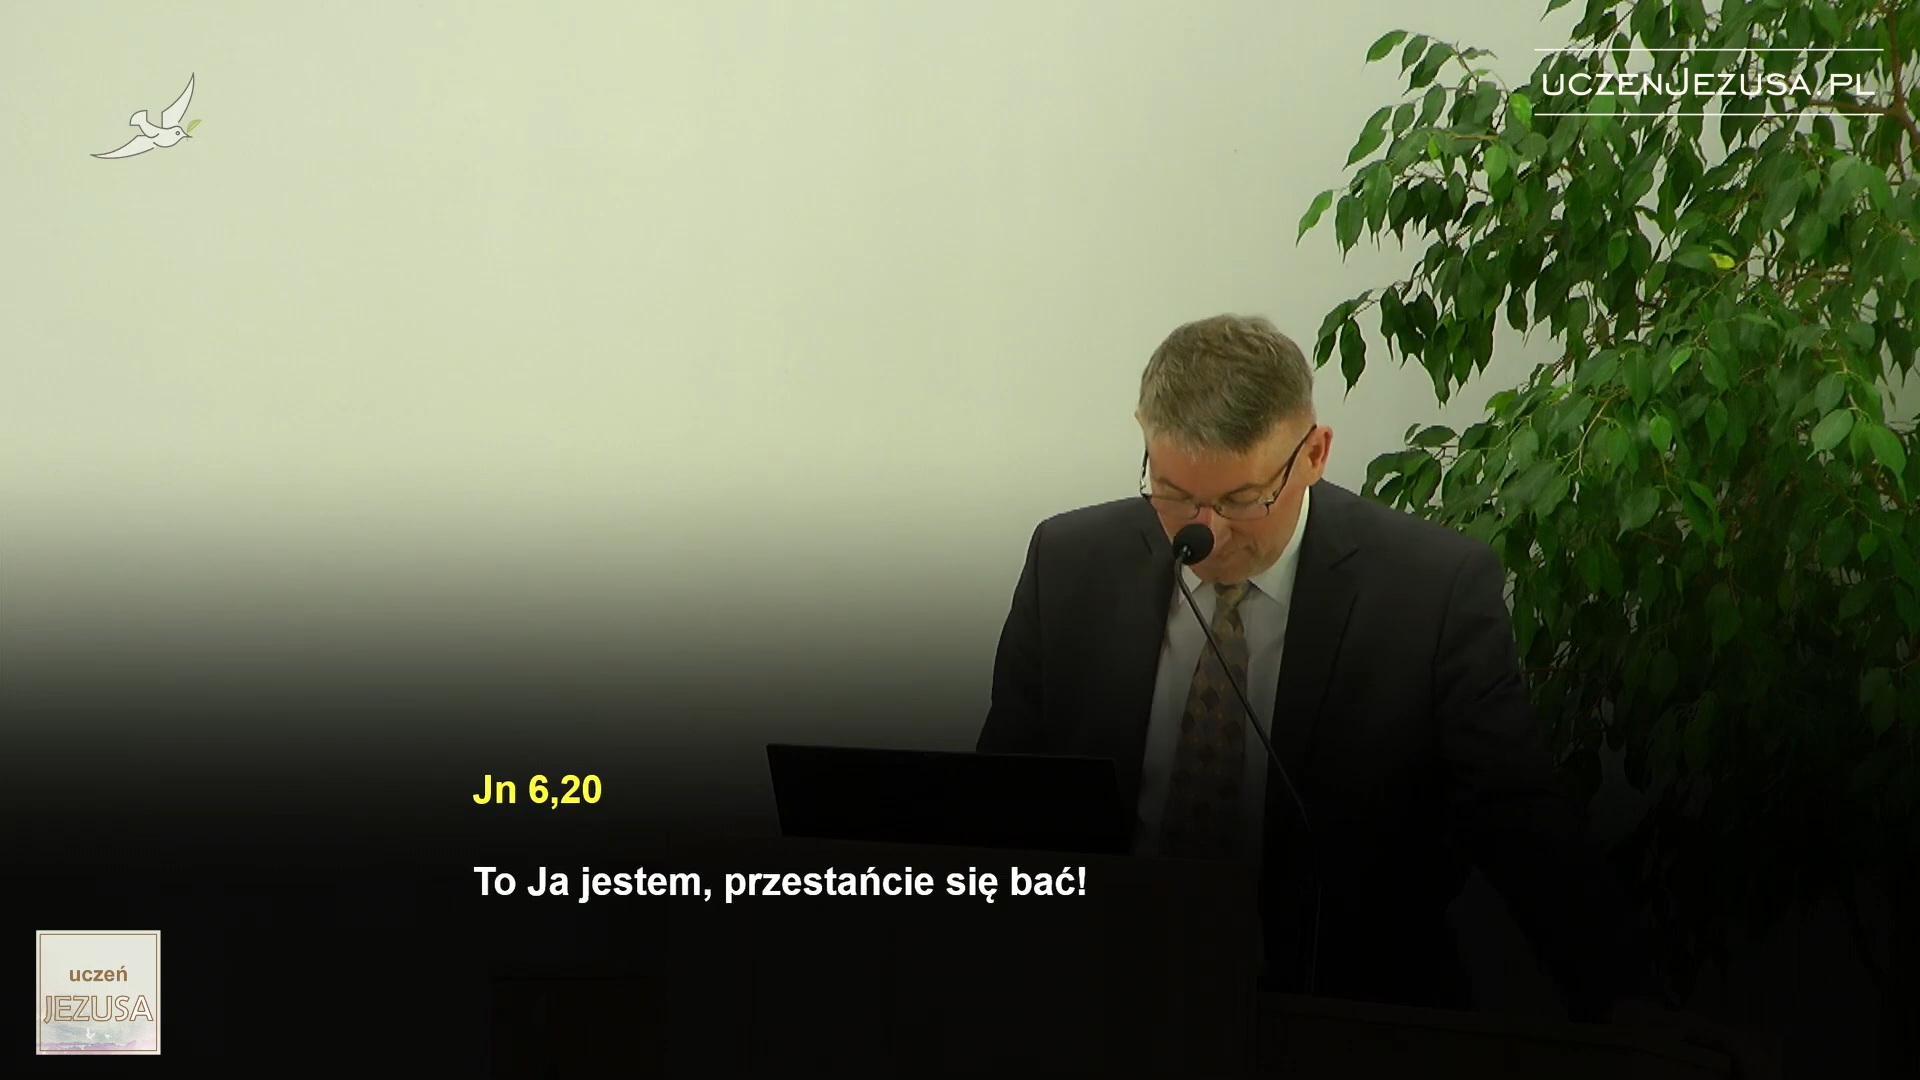 UCZENJEZUSA.PL
Jn 6,20
To Ja jestem, przestańcie się bać!
uczeń
JEZUSA